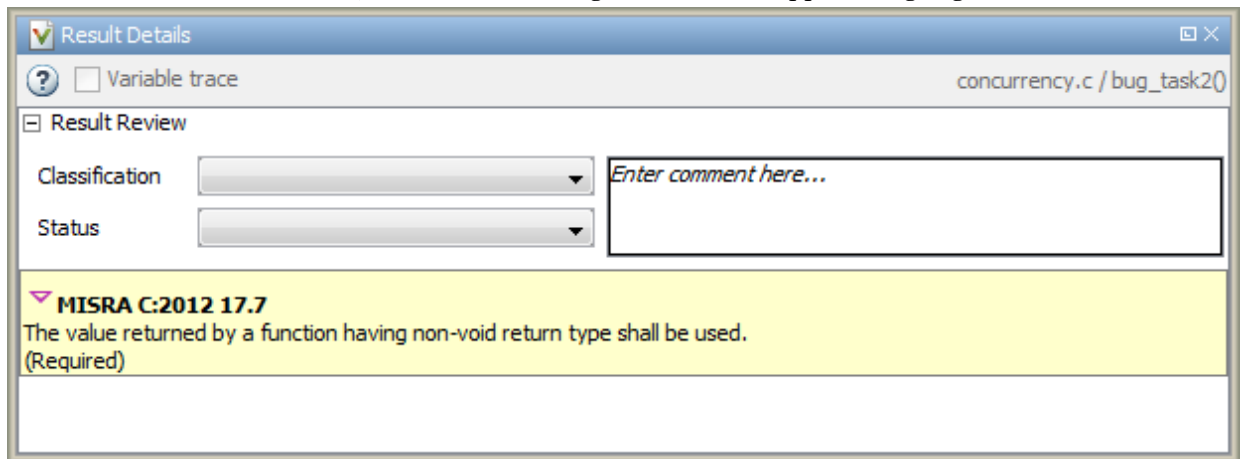 Result Details
Variable trace
concurrency.c / bug_task2()
Result Review
Classification
Enter comment here...
Status
MISRA C:2012 17.7
The value returned by a function having non-void return type shall be used.
(Required)